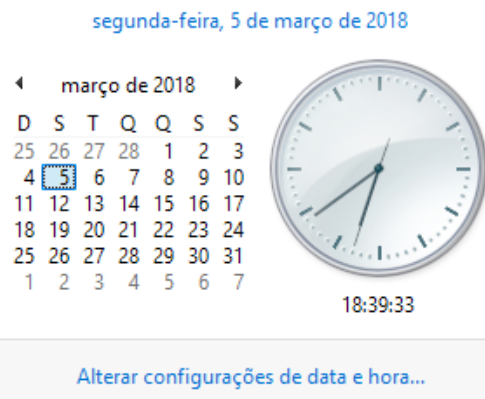 segunda-feira, 5 de março de 2018
março de 2018
D S T Q Q S S
25 26 27 28 1 2 3
4 5 6 7 8 9 10
11 12 13 14 15 16 17
18 19 20 21 22 23 24
25 26 27 28 29 30 31
1 2 3 4 5 6 7
18:39:33
Alterar configurações de data e hora...